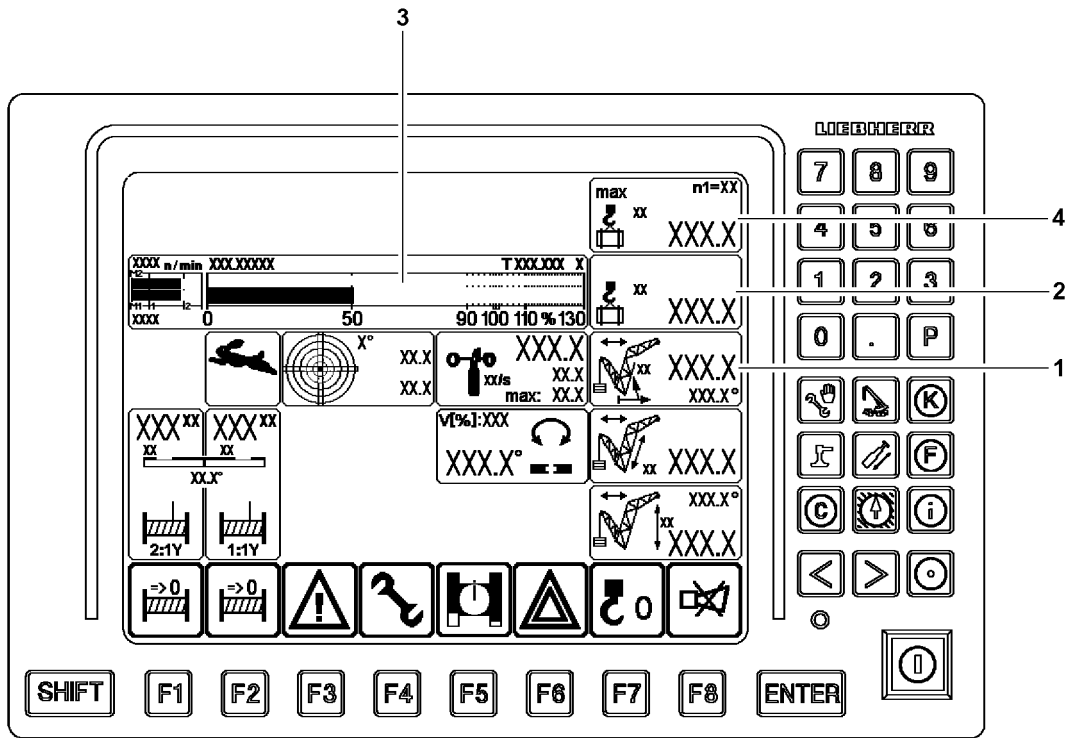 3
LIEBHERR
7 8 9
max n1=XX
XX
XXX.X
4
4 5 6
XXXX n/min XXX.XXXXX T XXX.XXX X
M2
M1 1 2
XXXX 0 50 90 100 110 % 130
XX
XXX.X
2
1 2 3
0 . P
X°
XX.X
XX.X
XXX.X
XX/s XX.X
max: XX.X
XX
XXX.X
XXX.X°
1
K
XXX XX XXX XX
XX XX
XX.X°
2:1Y 1:1Y
V[%]:XXX
XXX.X°
XX
XXX.X
F
XXX.X°
XX
XXX.X
C i
=>0 =>0 ! 0
< >
SHIFT F1 F2 F3 F4 F5 F6 F7 F8 ENTER